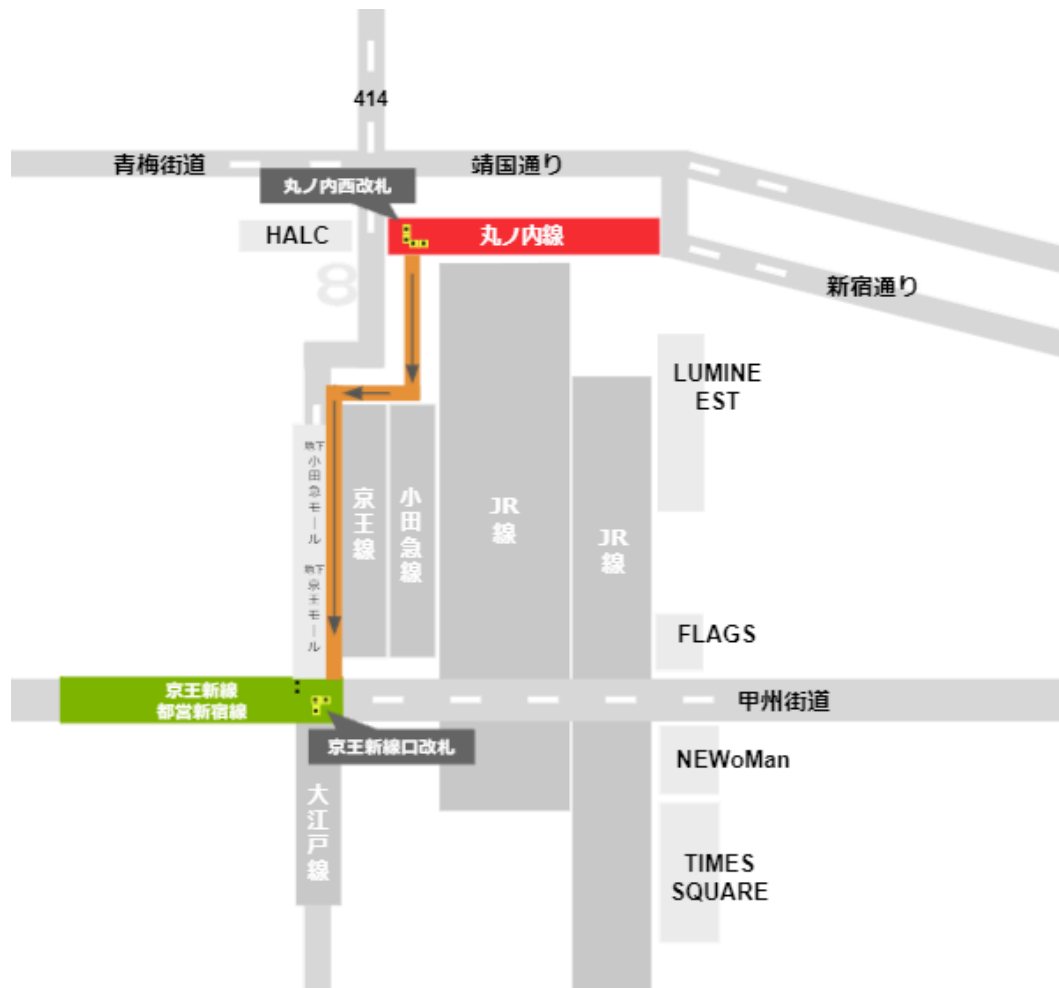 414
青梅街道
靖国通り
丸ノ内西改札
HALC
丸ノ内線
8
新宿通り
LUMINE
EST
地下
小田急モール
地下
京王モール
京王線
小田急線
JR
線
JR
線
FLAGS
京王新線
都営新宿線
甲州街道
京王新線口改札
NEWoMan
大江戸線
TIMES
SQUARE